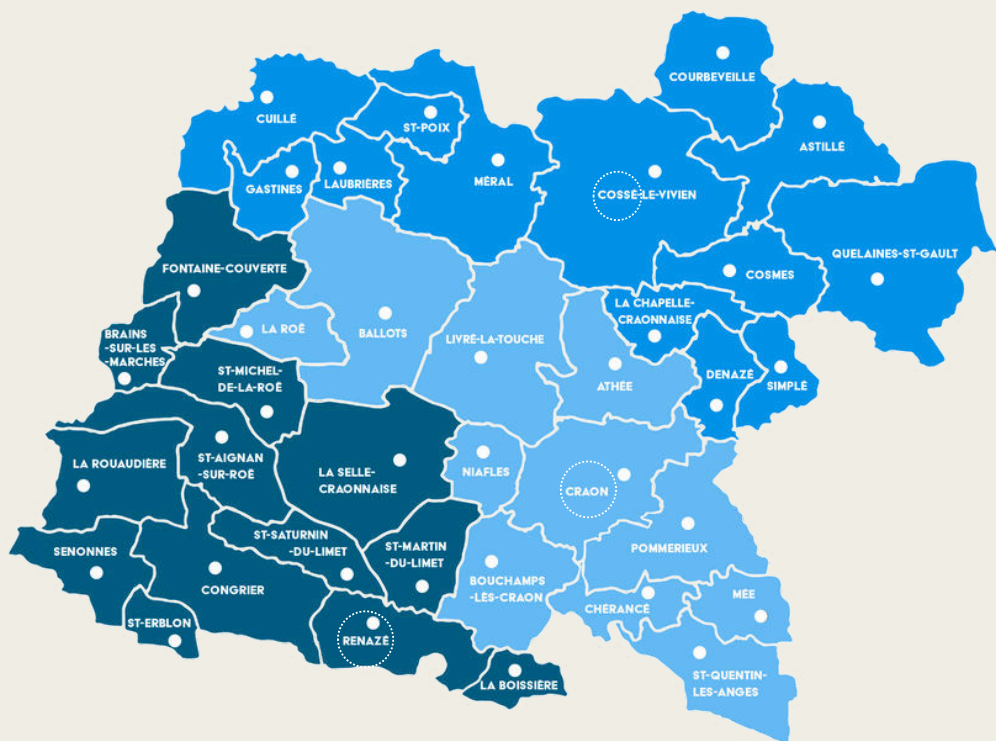 COURBEVEILLE
CUILLÉ
ST-POIX
ASTILLÉ
GASTINES
LAUBRIÈRES
MÉRAL
COSSÉ-LE-VIVIEN
QUELAINES-ST-GAULT
FONTAINE-COUVERTE
COSMES
LA CHAPELLE-
CRAONNAISE
LA ROË
BALLOTS
LIVRÉ-LA-TOUCHE
BRAINS
-SUR-LES
-MARCHES
ST-MICHEL-
DE-LA-ROË
ATHÉE
DENAZÉ
SIMPLÉ
LA ROUAUDIÈRE
ST-AIGNAN
-SUR-ROË
LA SELLE-
CRAONNAISE
NIAFLES
CRAON
SENONNES
ST-SATURNIN
-DU-LIMET
ST-MARTIN
-DU-LIMET
POMMERIEUX
CONGRIER
BOUCHAMPS
-LÈS-CRAON
CHÉRANCÉ
MÉE
ST-ERBLON
RENAZÉ
LA BOISSIÈRE
ST-QUENTIN-
LES-ANGES